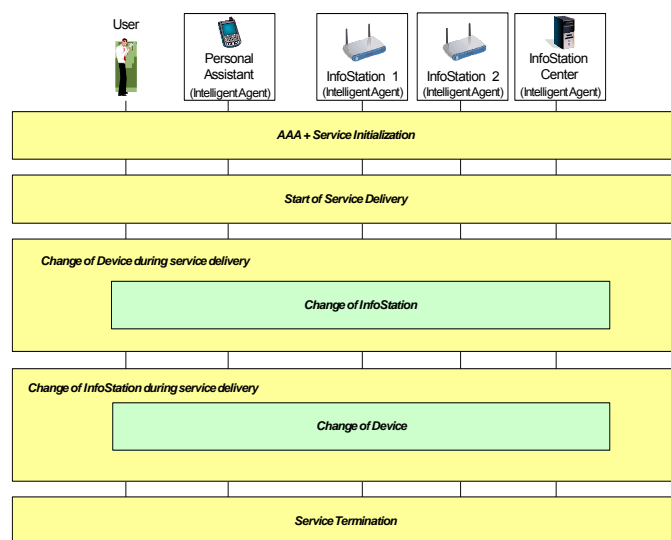 User
Personal
Assistant
(IntelligentAgent)
InfoStation 1
(IntelligentAgent)
InfoStation 2
(IntelligentAgent)
InfoStation
Center
(IntelligentAgent)
AAA + Service Initialization
Start of Service Delivery
Change of Device during service delivery
Change of InfoStation
Change of InfoStation during service delivery
Change of Device
Service Termination